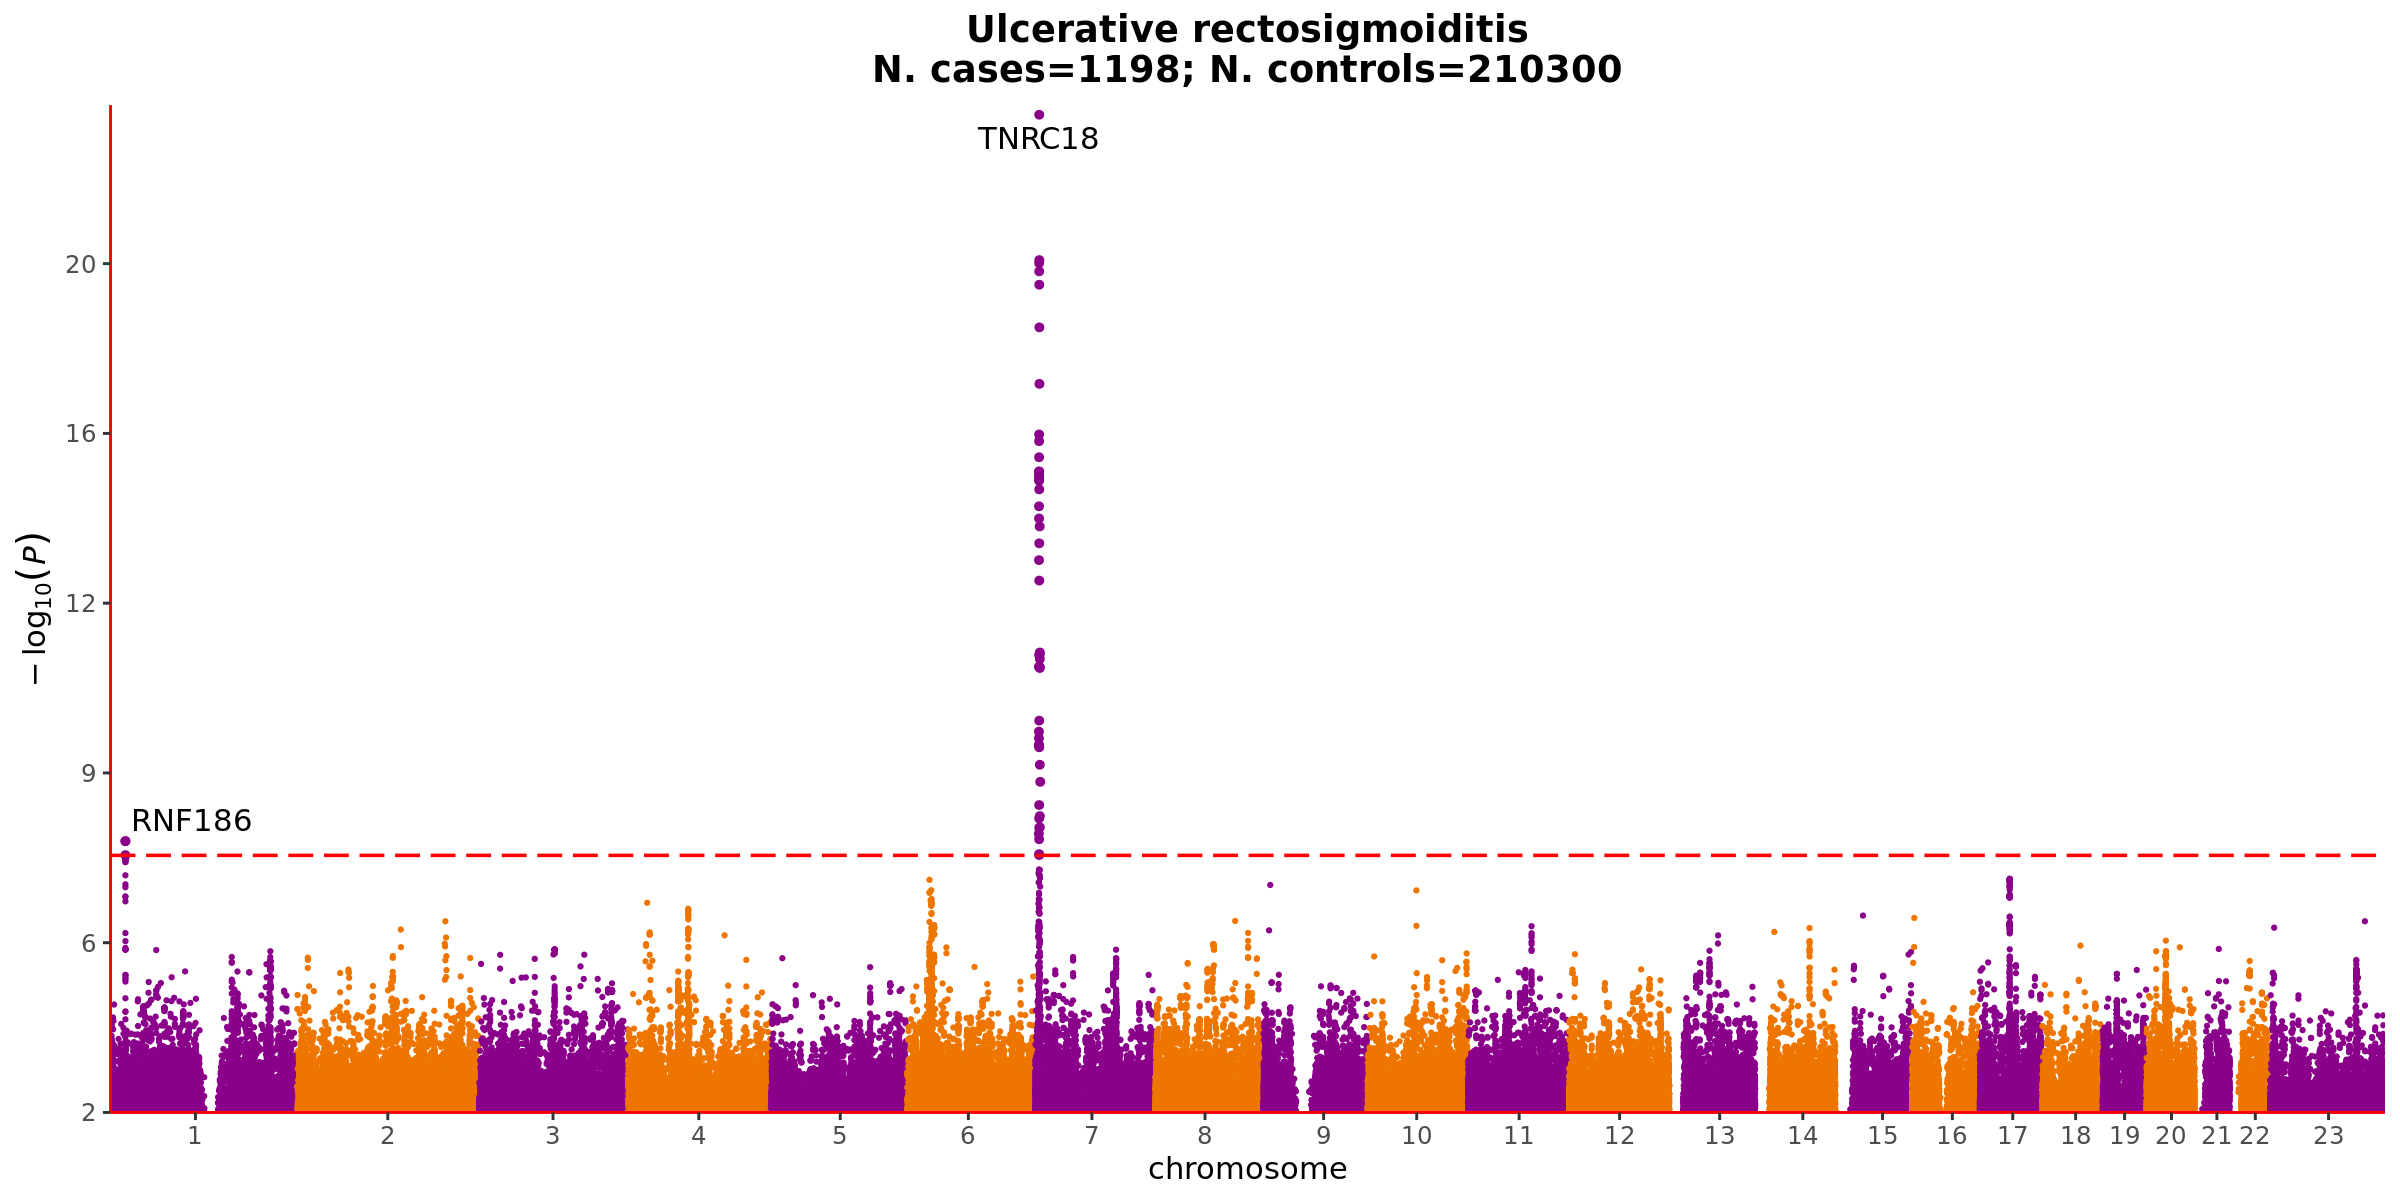 Ulcerative rectosigmoiditis
N. cases=1198; N. controls=210300
TNRC18
RNF186
−log10(P)
20
16
12
9
6
2
1 2 3 4 5 6 7 8 9 10 11 12 13 14 15 16 17 18 19 20 21 22 23
chromosome